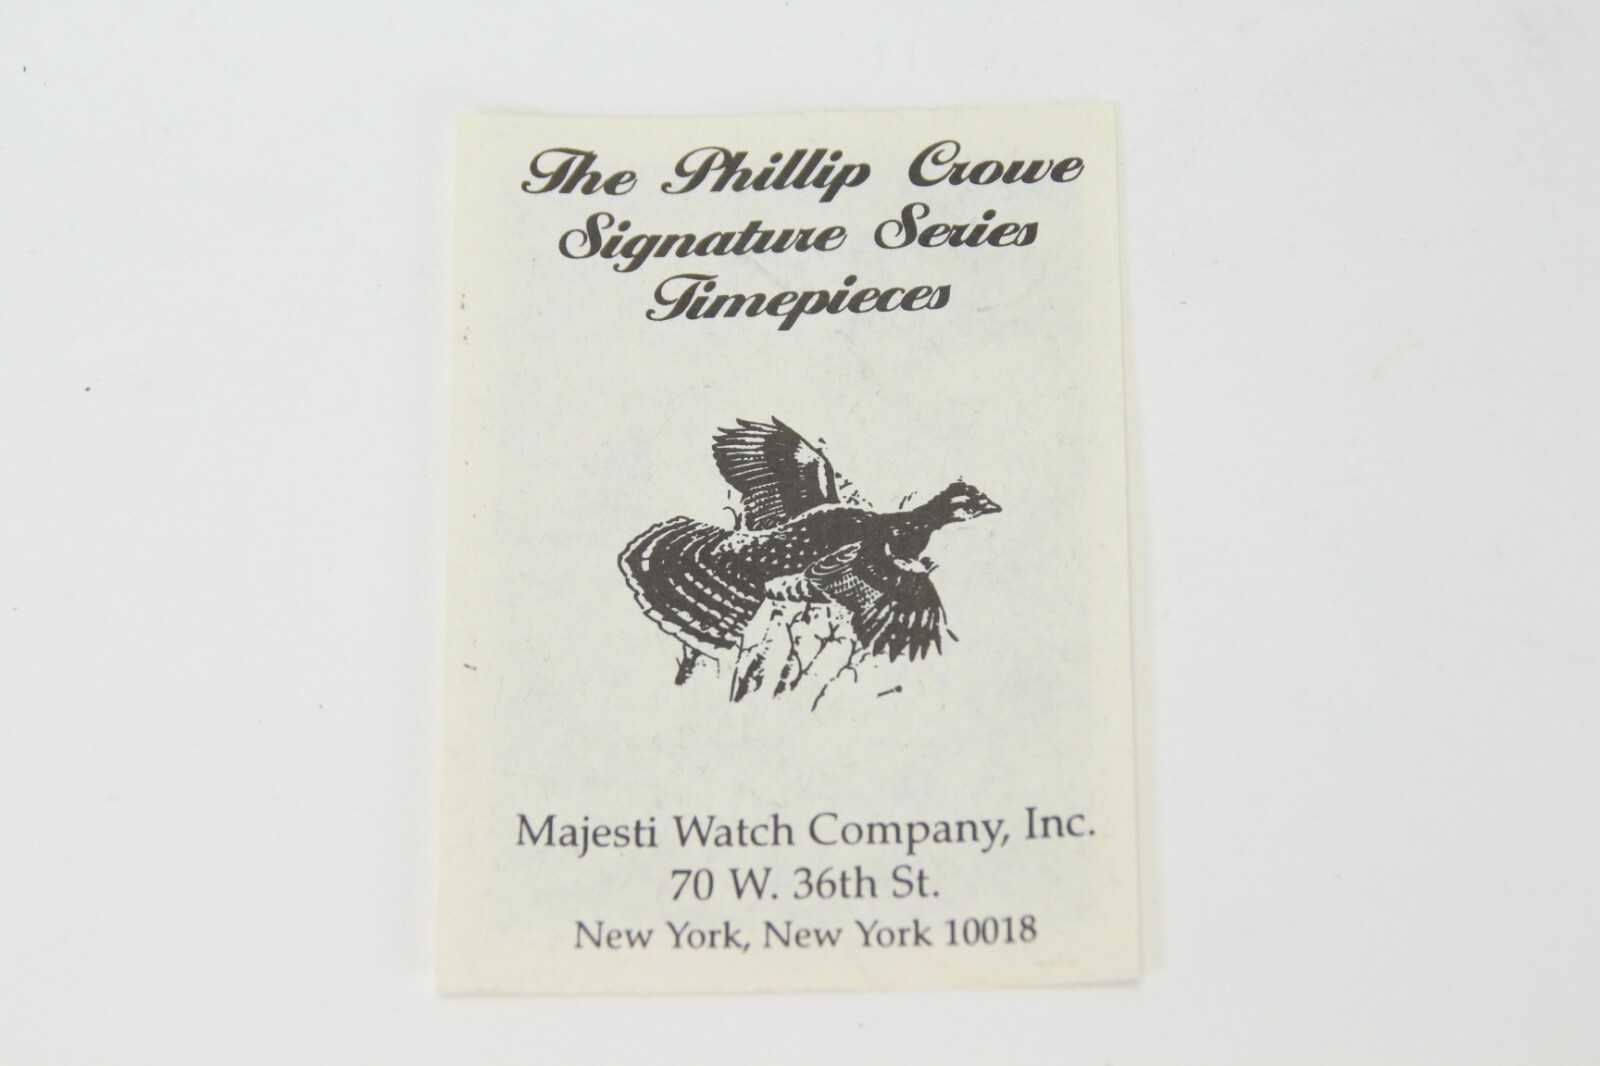 The Phillip Crowe
Signature Series
Timepieces
Majesti Watch Company, Inc.
70 W. 36th St.
New York, New York 10018